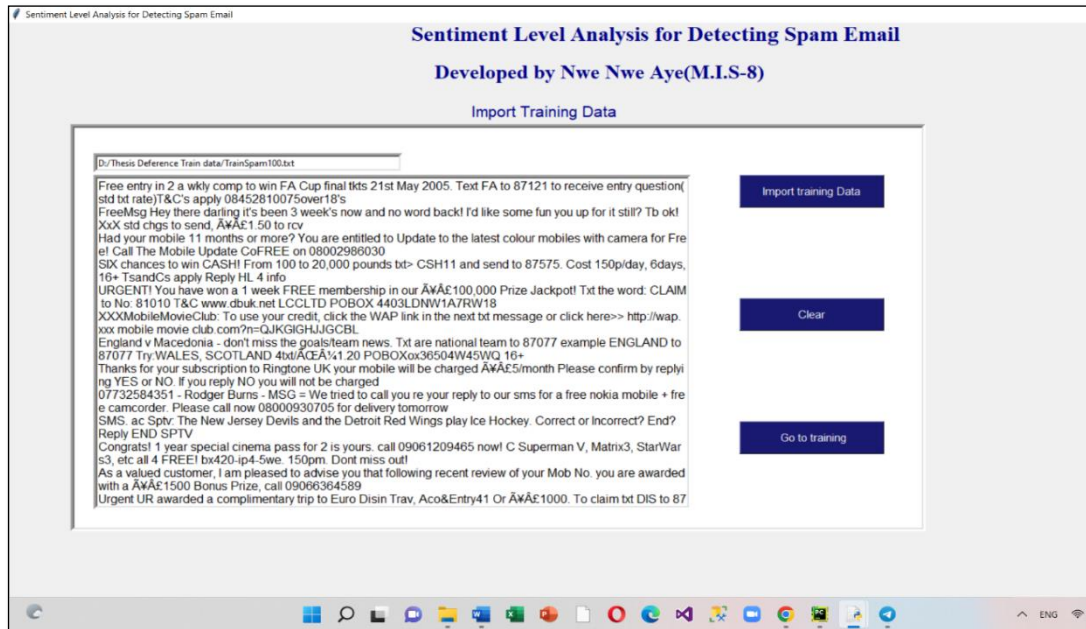 Sentiment Level Analysis for Detecting Spam Email
Sentiment Level Analysis for Detecting Spam Email
Developed by Nwe Nwe Aye(M.I.S-8)
Import Training Data
D:/Thesis Deference Train data/TrainSpam100.txt
Free entry in 2 a wkly comp to win FA Cup final tkts 21st May 2005. Text FA to 87121 to receive entry question(
std txt rate)T&C's apply 08452810075over18's
FreeMsg Hey there darling it's been 3 week's now and no word back! I'd like some fun you up for it still? Tb ok!
XxX std chgs to send, Ã¥Â£1.50 to rcv
Had your mobile 11 months or more? You are entitled to Update to the latest colour mobiles with camera for Fre
e! Call The Mobile Update CoFREE on 08002986030
SIX chances to win CASH! From 100 to 20,000 pounds txt> CSH11 and send to 87575. Cost 150p/day, 6days,
16+ TsandCs apply Reply HL 4 info
URGENT! You have won a 1 week FREE membership in our Ã¥Â£100,000 Prize Jackpot! Txt the word: CLAIM
to No: 81010 T&C www.dbuk.net LCCLTD POBOX 4403LDNW1A7RW18
XXXMobileMovieClub: To use your credit, click the WAP link in the next txt message or click here>> http://wap.
xxx mobile movie club.com?n=QJKGIGHJJGCBL
England v Macedonia - don't miss the goals/team news. Txt are national team to 87077 example ENGLAND to
87077 Try:WALES, SCOTLAND 4txt/ÃŒÂ¼1.20 POBOXox36504W45WQ 16+
Thanks for your subscription to Ringtone UK your mobile will be charged Ã¥Â£5/month Please confirm by replyi
ng YES or NO. If you reply NO you will not be charged
07732584351 - Rodger Burns - MSG = We tried to call you re your reply to our sms for a free nokia mobile + fre
e camcorder. Please call now 08000930705 for delivery tomorrow
SMS. ac Sptv: The New Jersey Devils and the Detroit Red Wings play Ice Hockey. Correct or Incorrect? End?
Reply END SPTV
Congrats! 1 year special cinema pass for 2 is yours. call 09061209465 now! C Superman V, Matrix3, StarWar
s3, etc all 4 FREE! bx420-ip4-5we. 150pm. Dont miss out!
As a valued customer, I am pleased to advise you that following recent review of your Mob No. you are awarded
with a Ã¥Â£1500 Bonus Prize, call 09066364589
Urgent UR awarded a complimentary trip to Euro Disin Trav, Aco&Entry41 Or Ã¥Â£1000. To claim txt DIS to 87
Import training Data
Clear
Go to training
ENG